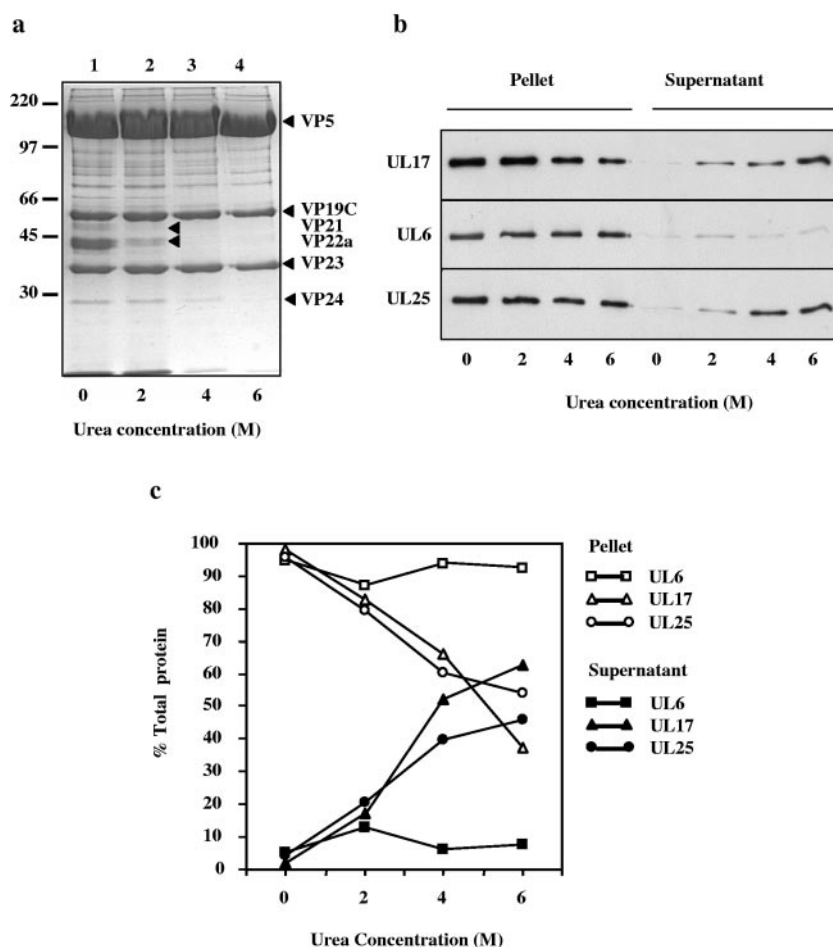 a
1 2 3 4
220
97
66
45
30
VP5
VP19C
VP21
VP22a
VP23
VP24
0 2 4 6
Urea concentration (M)
b
Pellet Supernatant
UL17
UL6
UL25
0 2 4 6 0 2 4 6
Urea concentration (M)
c
100
90
80
70
60
50
40
30
20
10
0
% Total protein
0 2 4 6
Urea Concentration (M)
Pellet
UL6
UL17
UL25
Supernatant
UL6
UL17
UL25